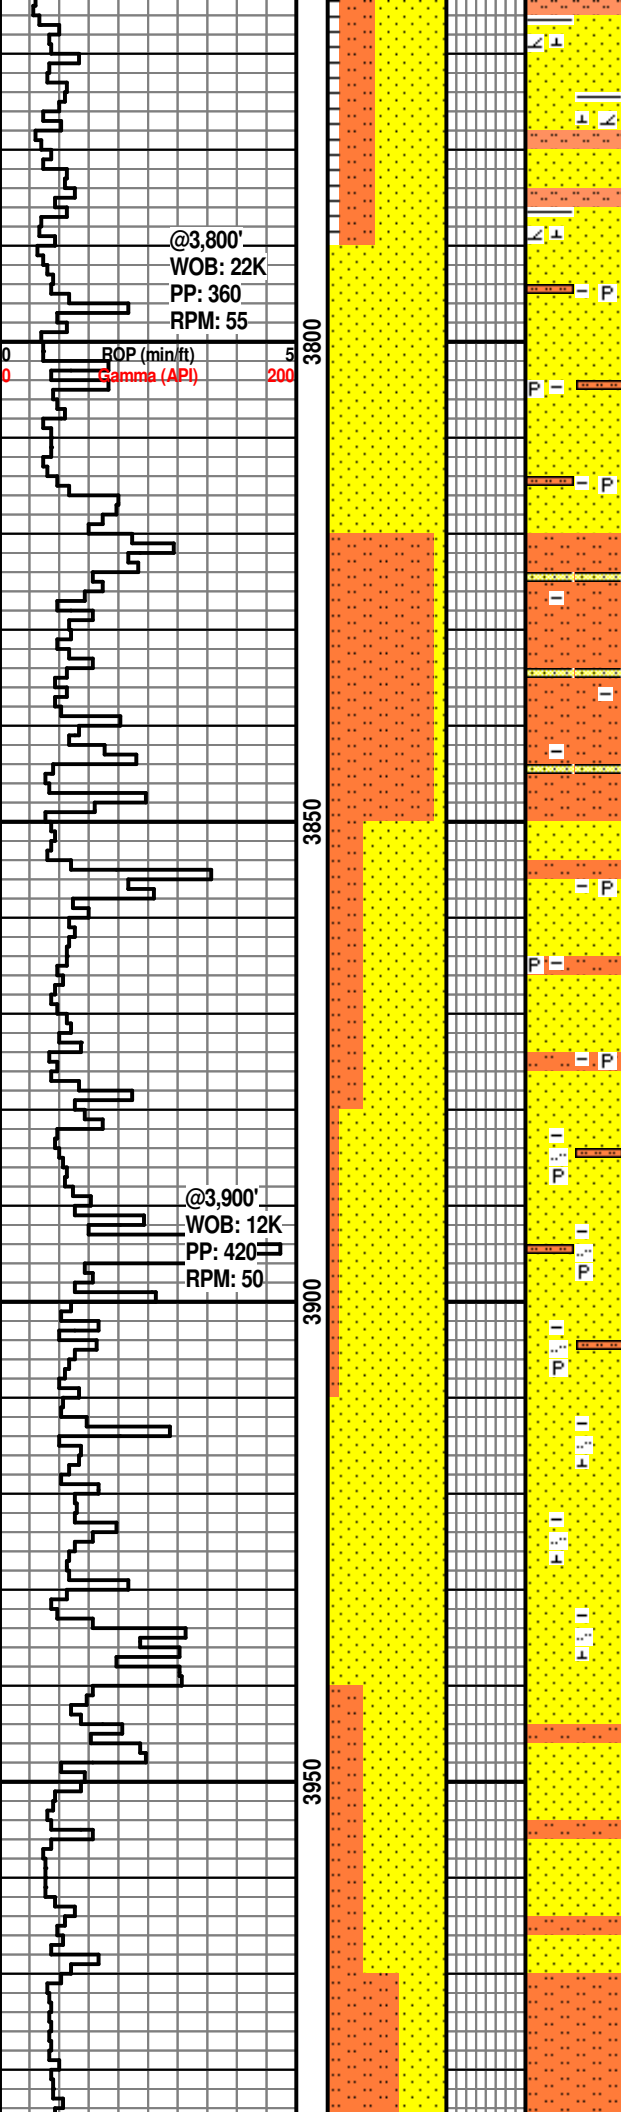 @3,800'
WOB: 22K
PP: 360
RPM: 55
3800
0 ROP (min/ft) 5
0 Gamma (API) 200
P
P
P
3850
P
P
P
P
@3,900'
WOB: 12K
PP: 420
RPM: 50
P
3900
P
3950